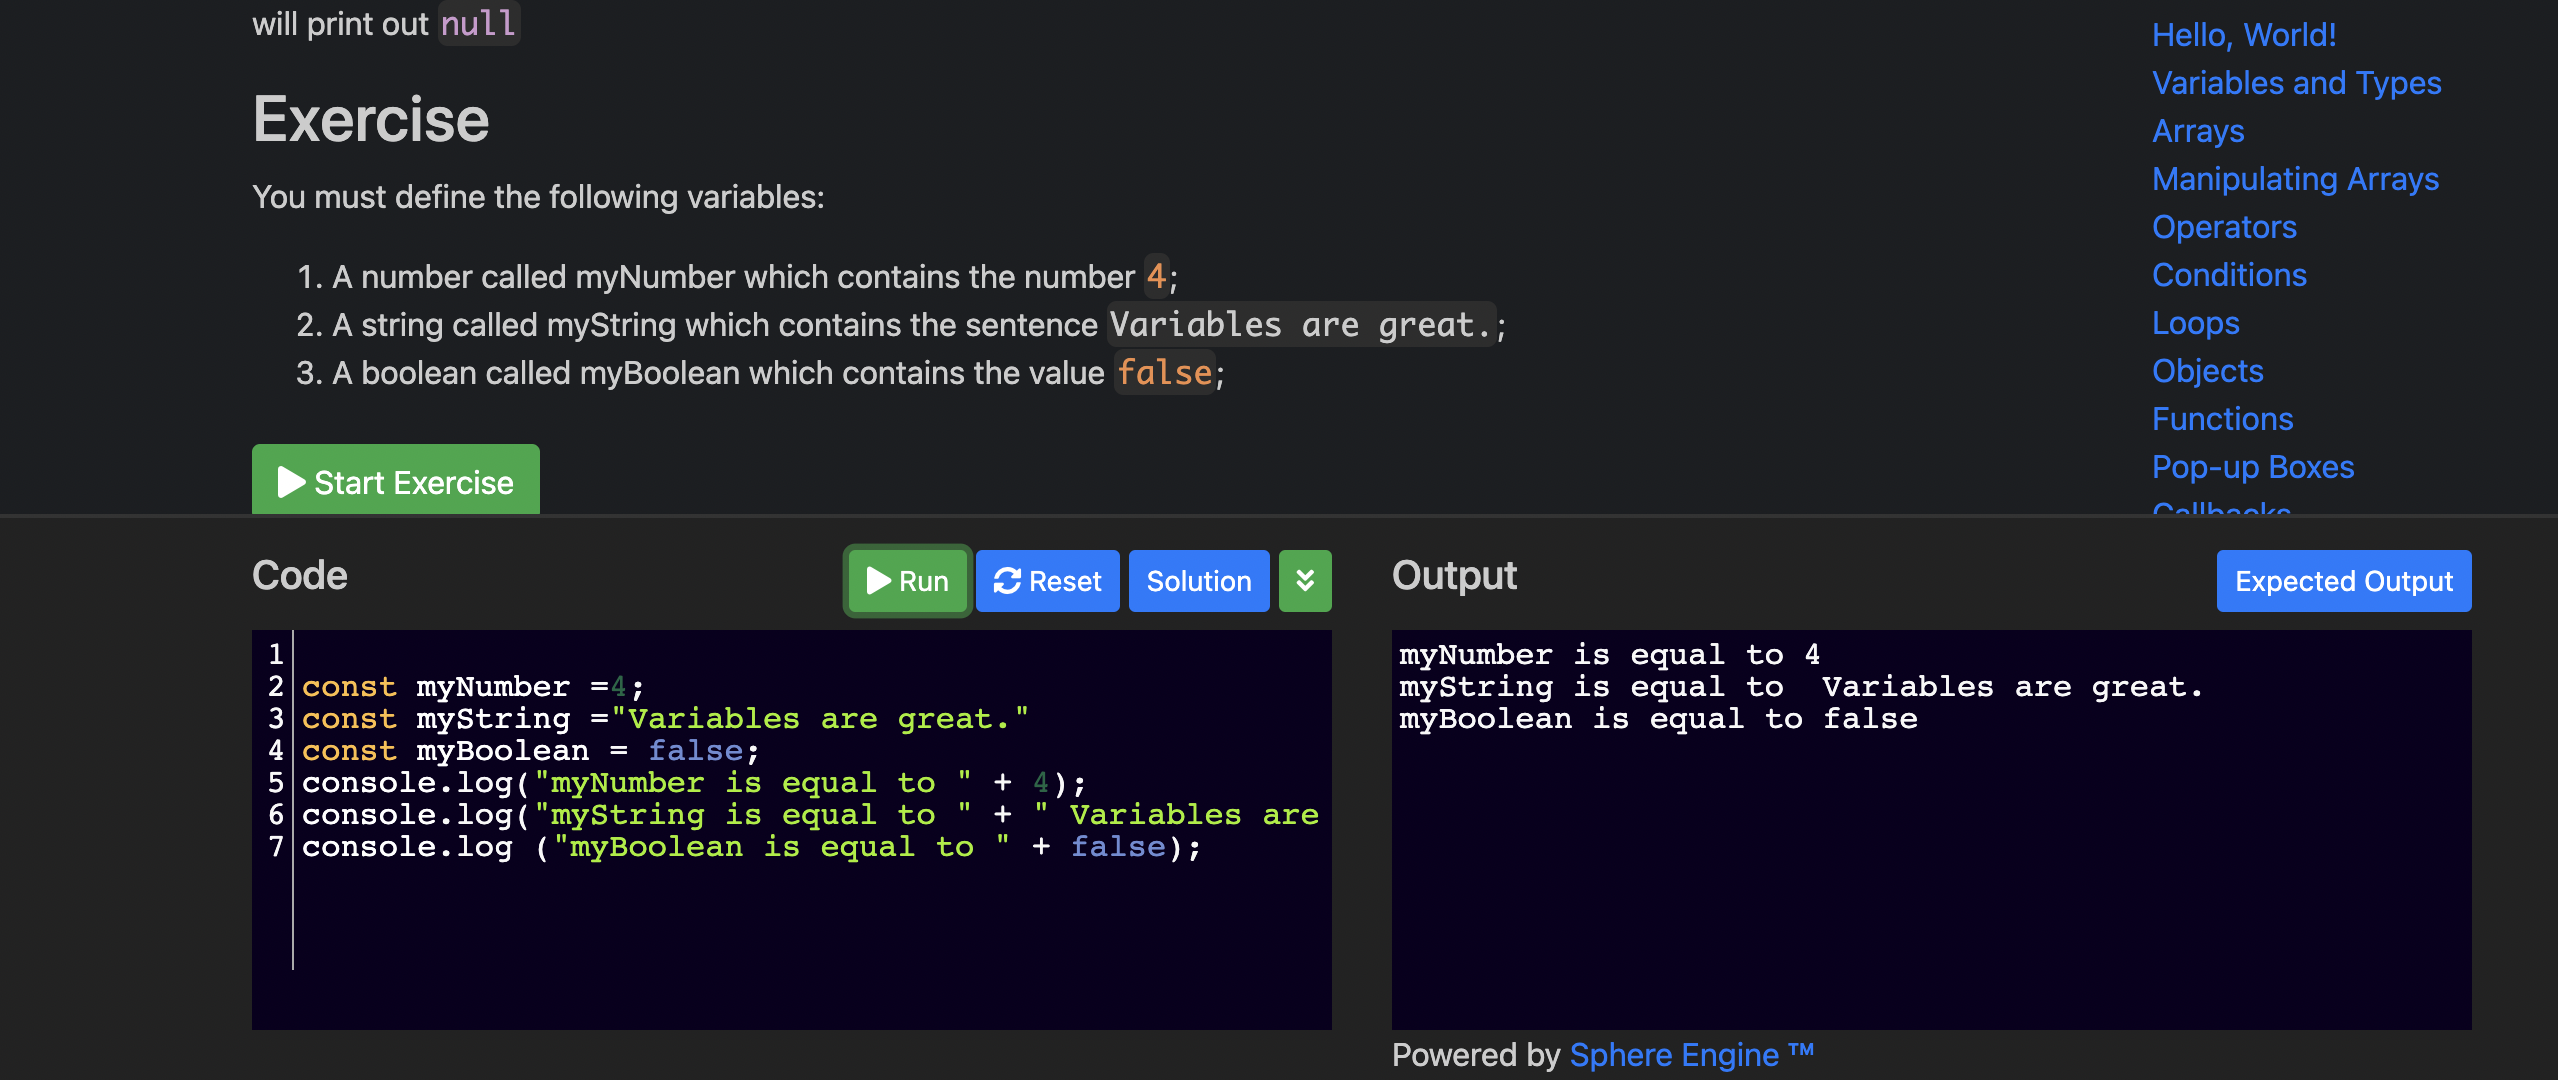 will print out null
Exercise
You must define the following variables:
1. A number called myNumber which contains the number 4;
2. A string called myString which contains the sentence Variables are great.;
3. A boolean called myBoolean which contains the value false;
Start Exercise
Hello, World!
Variables and Types
Arrays
Manipulating Arrays
Operators
Conditions
Loops
Objects
Functions
Pop-up Boxes
Callbacks
Code
Run
Reset
Solution
1
2 const myNumber =4;
3 const myString ="Variables are great."
4 const myBoolean = false;
5 console.log("myNumber is equal to " + 4);
6 console.log("myString is equal to " + " Variables are
7 console.log ("myBoolean is equal to " + false);
Output
Expected Output
myNumber is equal to 4
myString is equal to  Variables are great.
myBoolean is equal to false
Powered by Sphere Engine ™